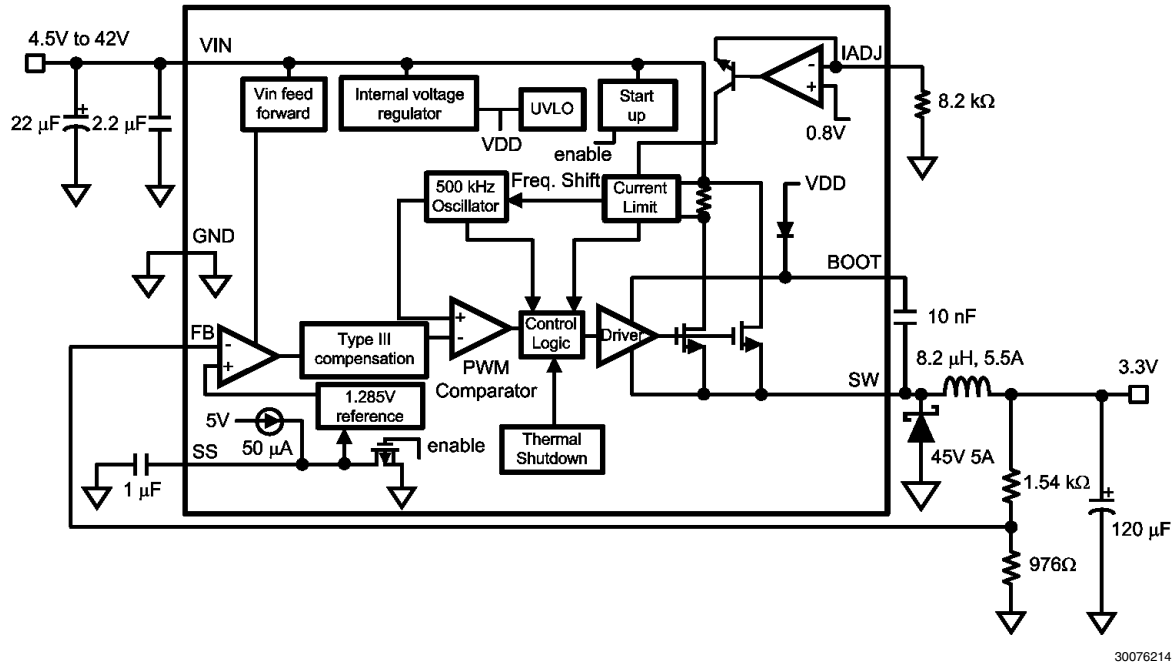 4.5V to 42V
VIN
IADJ
Vin feed
forward
Internal voltage
regulator
UVLO
Start
up
8.2 kΩ
22 µF
+
2.2 µF
VDD
enable
-
+
0.8V
500 kHz
Oscillator
Freq. Shift
Current
Limit
VDD
GND
BOOT
FB
-
+
Type III
compensation
+
-
PWM
Comparator
Control
Logic
Driver
10 nF
8.2 µH, 5.5A
3.3V
SW
1.285V
reference
5V
50 µA
SS
enable
Thermal
Shutdown
45V 5A
1 µF
1.54 kΩ
+
120 µF
976Ω
30076214